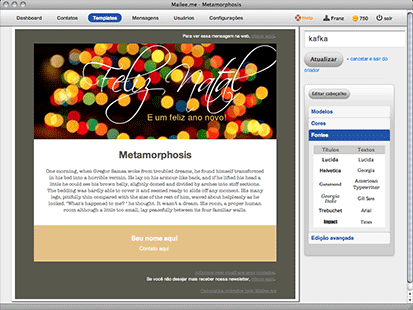 Mailee.me - Metamorphosis
Dashboard Contatos Templates Mensagens Usuários Configurações Help Franz 750 sair
Para ver essa mensagem na web,
Feliz Natal
E um feliz ano novo!
Metamorphosis
One morning, when Gregor Samsa woke from troubled dreams, he found himself transformed
in his bed into a horrible vermin. He lay on his armour-like back, and if he lifted his head a
little he could see his brown belly, slightly domed and divided by arches into stiff sections.
The bedding was hardly able to cover it and seemed ready to slide off any moment. His many
legs, pitifully thin compared with the size of the rest of him, waved about helplessly as he
looked. "What's happened to me? " he thought. It wasn't a dream. His room, a proper human
room although a little too small, lay peacefully between its four familiar walls.
Seu nome aqui
Contato aqui
Se você não desejar mais receber nossa newsletter,
kafka
Atualizar
« cancelar e sair do
criador
Editar cabeçalho
Modelos
Cores
Fontes
Títulos Textos
Lucida Lucida
Helvetica Georgia
Garamond American
Typewriter
Georgia
Italic Gill Sans
Trebuchet Arial
Impact Times
Edição avançada